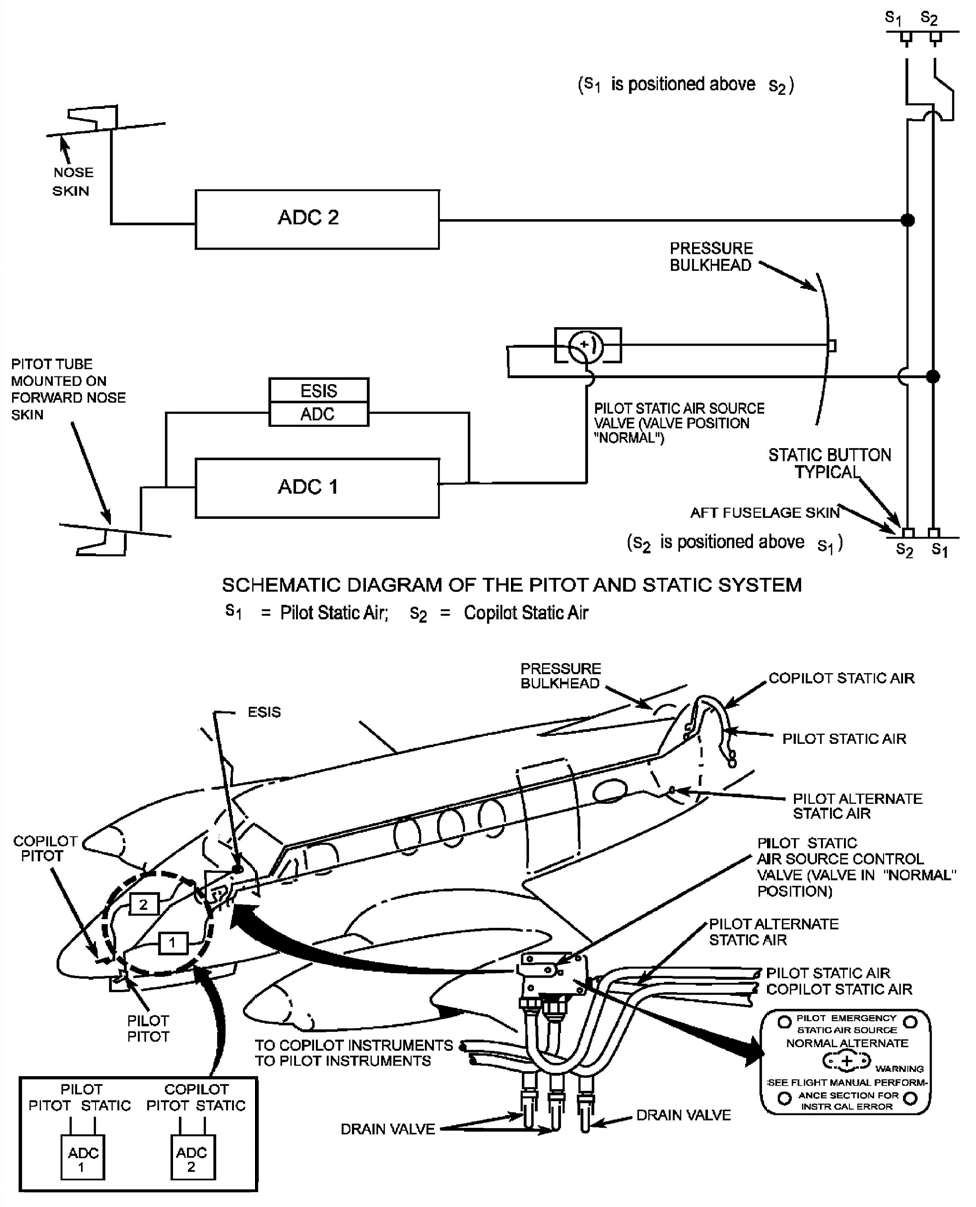 S1 S2
(S1 is positioned above S2)
NOSE
SKIN
ADC 2
PRESSURE
BULKHEAD
PITOT TUBE
MOUNTED ON
FORWARD NOSE
SKIN
ESIS
ADC
PILOT STATIC AIR SOURCE
VALVE (VALVE POSITION
"NORMAL")
ADC 1
STATIC BUTTON
TYPICAL
AFT FUSELAGE SKIN
(S2 is positioned above S1)
S2 S1
SCHEMATIC DIAGRAM OF THE PITOT AND STATIC SYSTEM
S1 = Pilot Static Air; S2 = Copilot Static Air
PRESSURE
BULKHEAD
COPILOT STATIC AIR
ESIS
PILOT STATIC AIR
PILOT ALTERNATE
STATIC AIR
COPILOT
PITOT
PILOT STATIC
AIR SOURCE CONTROL
VALVE (VALVE IN "NORMAL"
POSITION)
2
1
PILOT ALTERNATE
STATIC AIR
PILOT STATIC AIR
COPILOT STATIC AIR
PILOT
PITOT
TO COPILOT INSTRUMENTS
TO PILOT INSTRUMENTS
PILOT EMERGENCY
STATIC AIR SOURCE
NORMAL ALTERNATE
WARNING
SEE FLIGHT MANUAL PERFORM-
ANCE SECTION FOR
INSTR CAL ERROR
PILOT COPILOT
PITOT STATIC PITOT STATIC
ADC
1
ADC
2
DRAIN VALVE
DRAIN VALVE